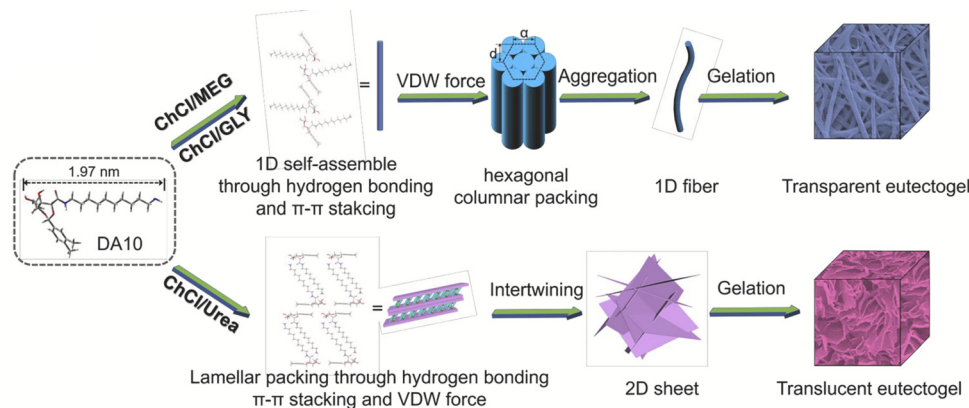 ChCl/MEG
ChCl/GLY
1D self-assemble
through hydrogen bonding
and π-π stakcing
=
VDW force
α
d
hexagonal
columnar packing
Aggregation
1D fiber
Gelation
Transparent eutectogel
1.97 nm
DA10
ChCl/Urea
=
Lamellar packing through hydrogen bonding
π-π stacking and VDW force
Intertwining
2D sheet
Gelation
Translucent eutectogel